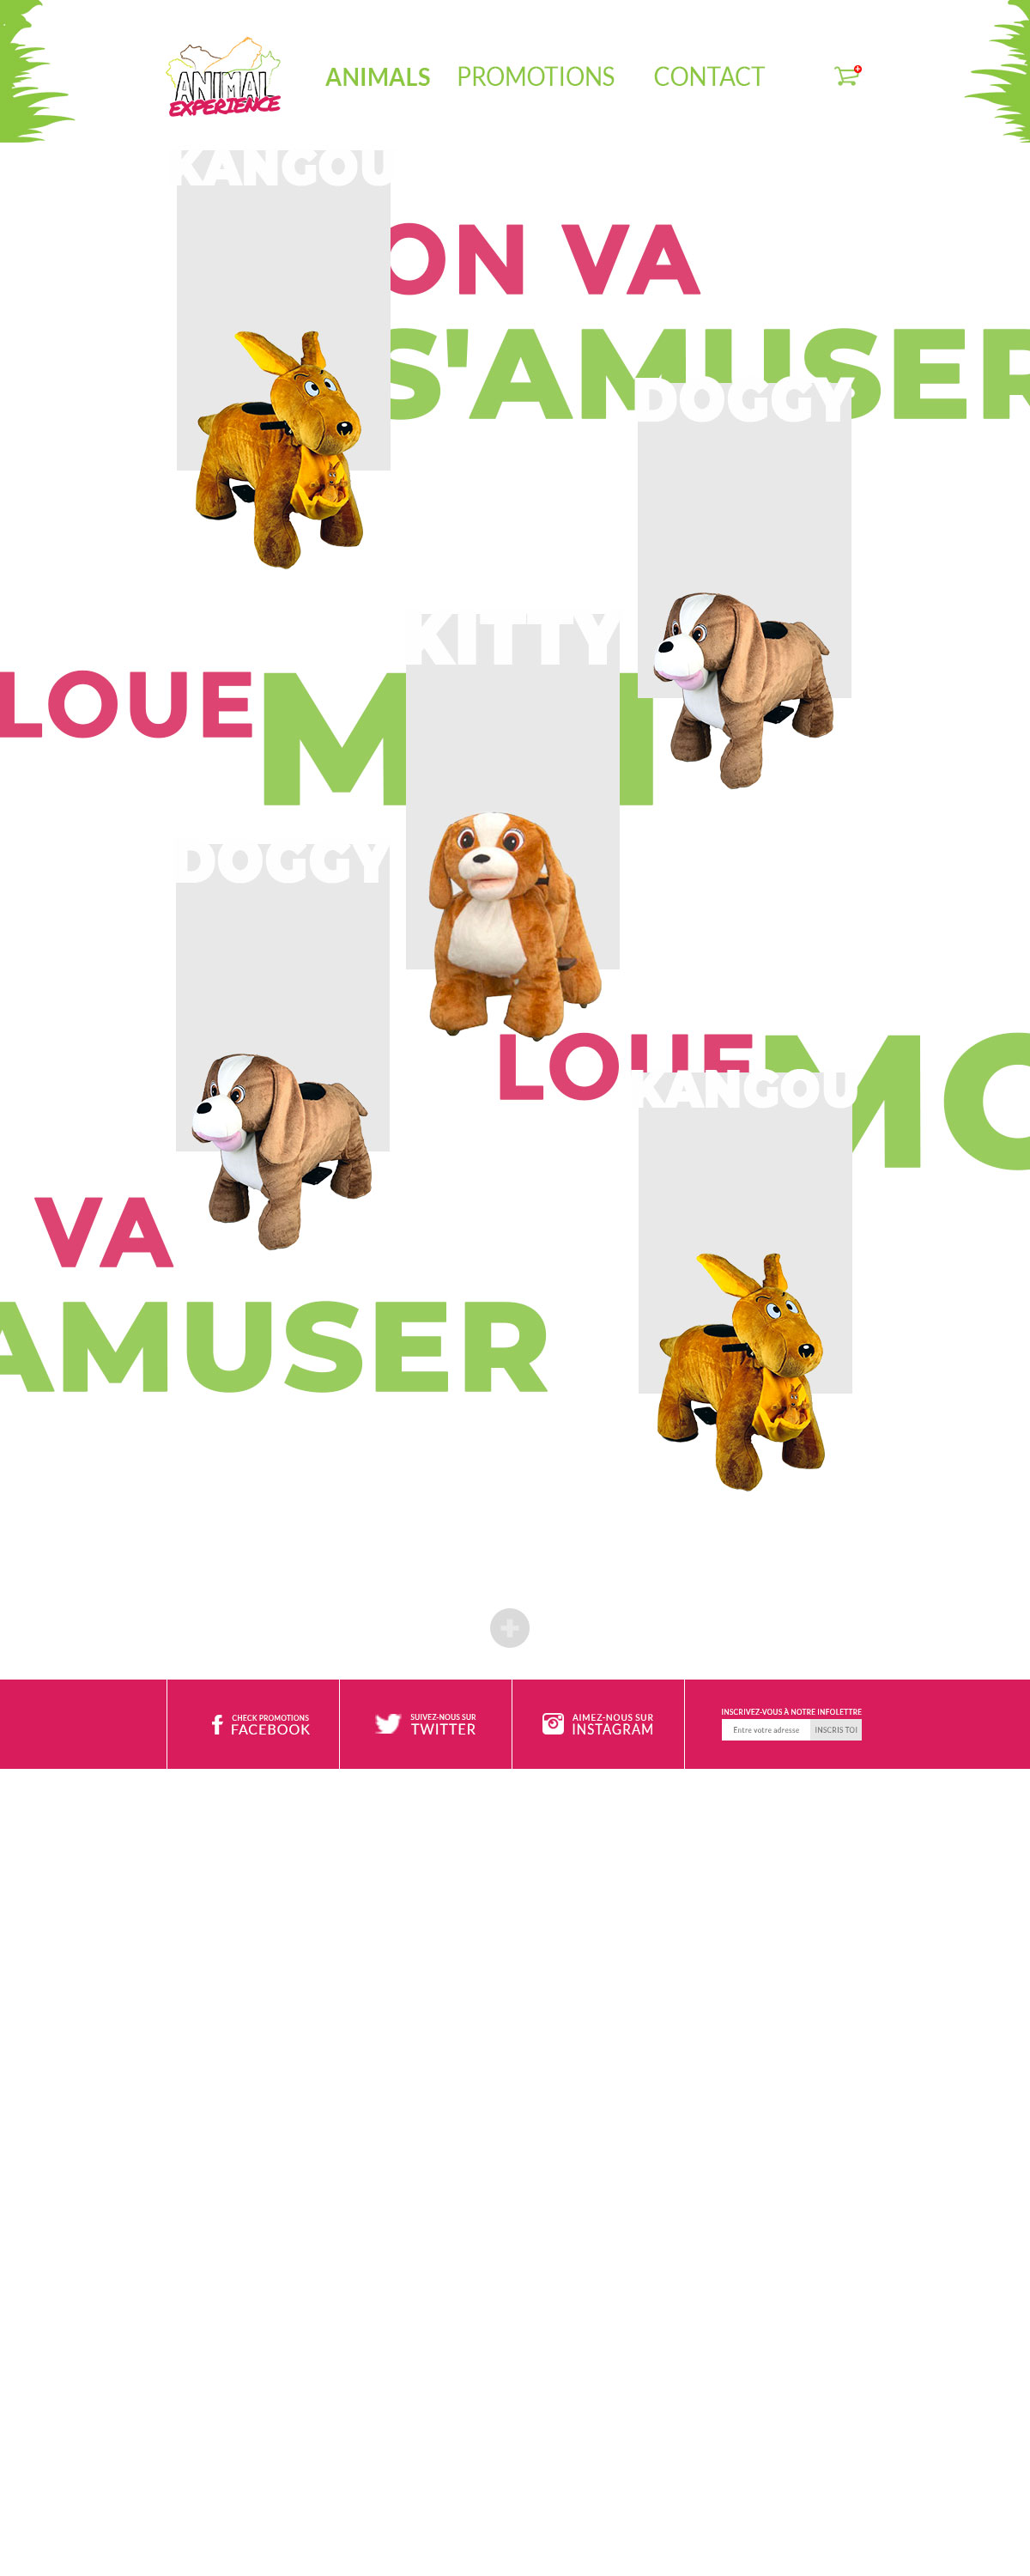 ANIMAL
EXPERIENCE
ANIMALS PROMOTIONS CONTACT
KANGOU
ON VA
S'AMUSER
DOGGY
KITTY
LOUE M
DOGGY
LOUE MO
KANGOU
VA
AMUSER
CHECK PROMOTIONS
FACEBOOK
SUIVEZ-NOUS SUR
TWITTER
AIMEZ-NOUS SUR
INSTAGRAM
INSCRIVEZ-VOUS À NOTRE INFOLETTRE
Entre votre adresse INSCRIS TOI